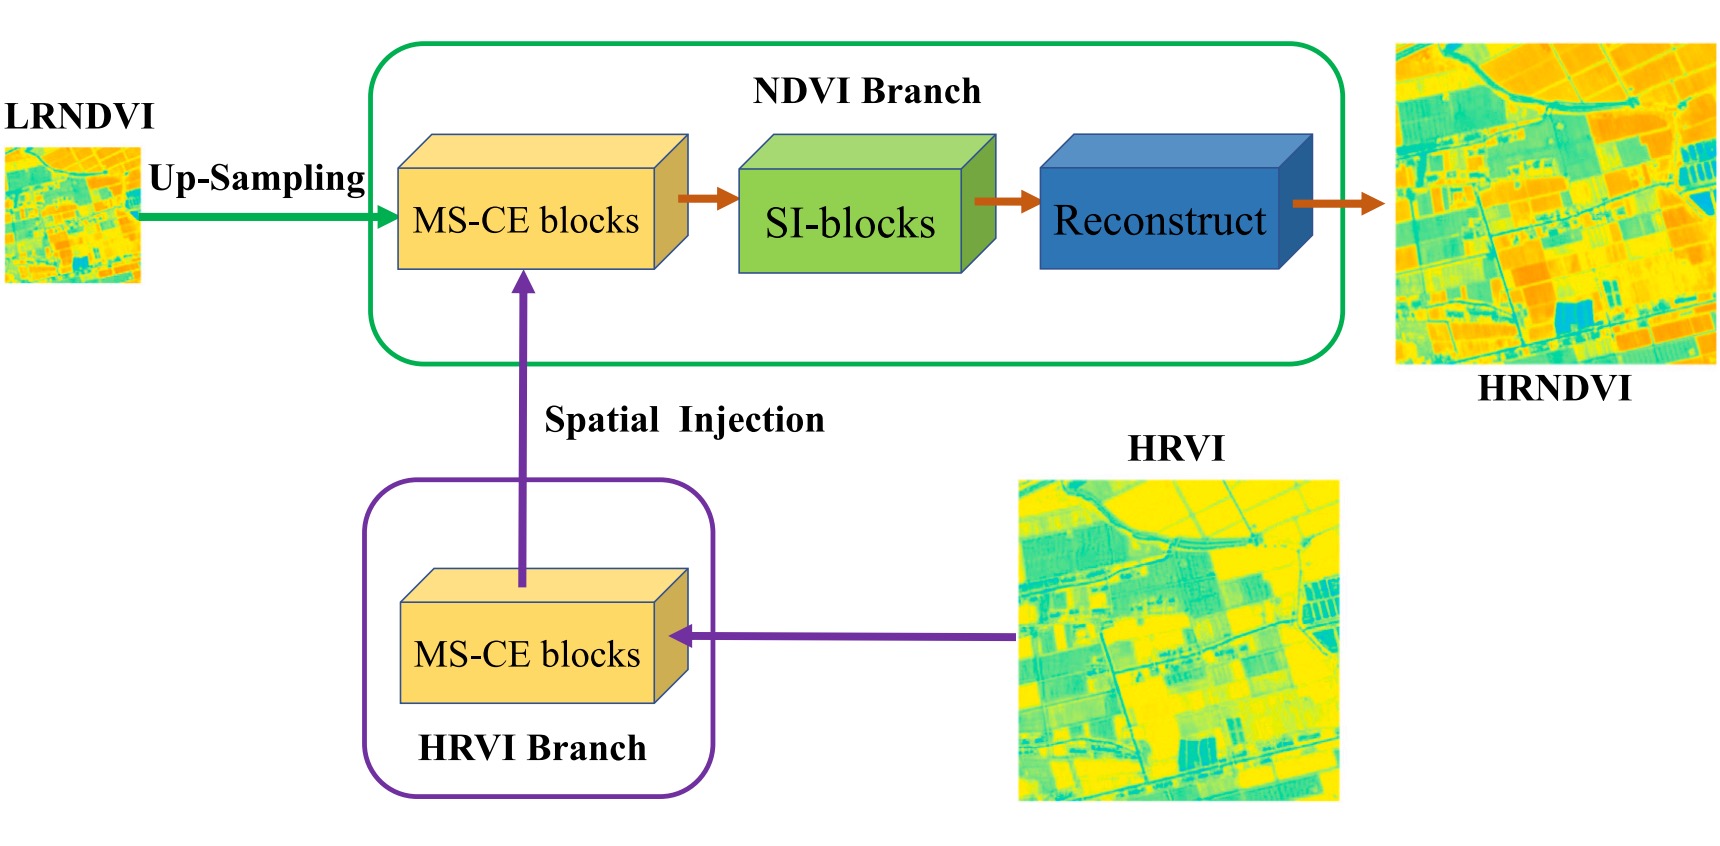 NDVI Branch
LRNDVI
Up-Sampling
MS-CE blocks
SI-blocks
Reconstruct
HRNDVI
Spatial Injection
HRVI
MS-CE blocks
HRVI Branch